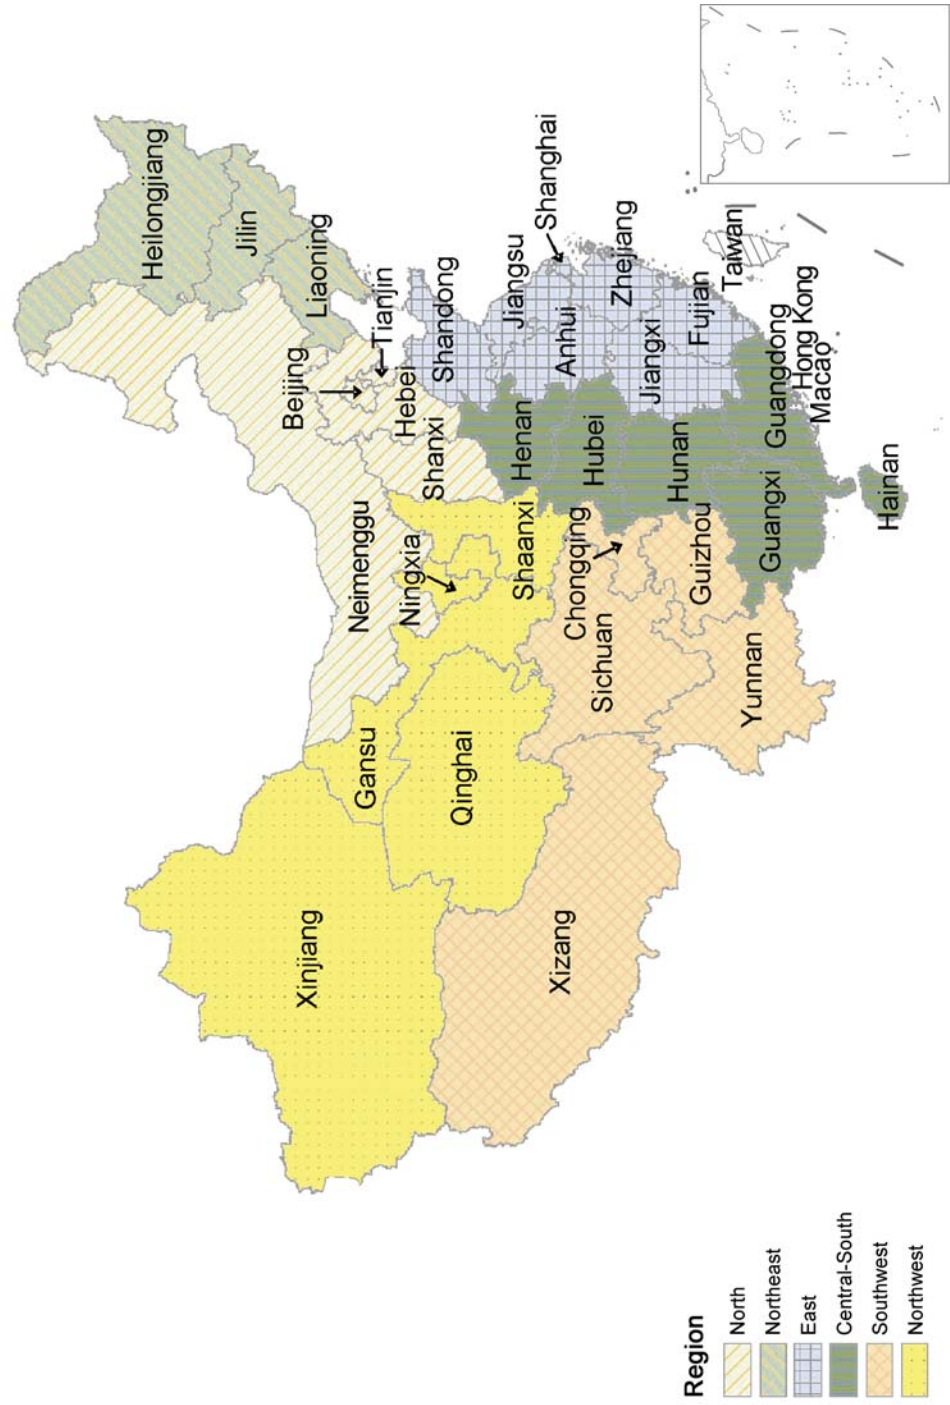 Heilongjiang
Jilin
Liaoning
Neimenggu
Beijing
Tianjin
Hebei
Shanxi
Shandong
Xinjiang
Gansu
Qinghai
Ningxia
Shaanxi
Henan
Jiangsu
Shanghai
Anhui
Hubei
Zhejiang
Xizang
Sichuan
Chongqing
Hunan
Jiangxi
Fujian
Guizhou
Yunnan
Guangxi
Guangdong
Taiwan
Hong Kong
Macao
Hainan
Region
North
Northeast
East
Central-South
Southwest
Northwest